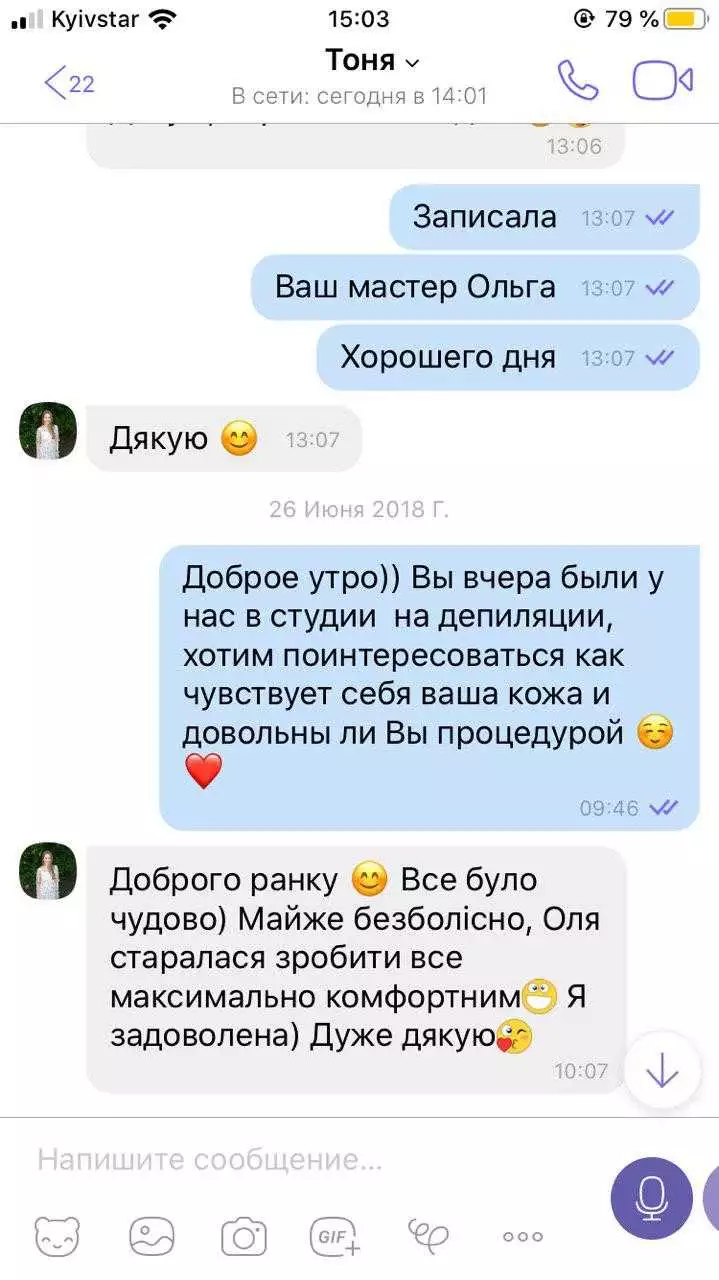 Kyivstar 15:03 79 %
Тоня
22
В сети: сегодня в 14:01
13:06
Записала 13:07
Ваш мастер Ольга 13:07
Хорошего дня 13:07
Дякую 😊 13:07
26 Июня 2018 Г.
Доброе утро)) Вы вчера были у
нас в студии на депиляции,
хотим поинтересоваться как
чувствует себя ваша кожа и
довольны ли Вы процедурой ☺️
❤️
09:46
Доброго ранку 😊 Все було
чудово) Майже безболісно, Оля
старалася зробити все
максимально комфортним😁 Я
задоволена) Дуже дякую😘
10:07
Напишите сообщение...
GIF